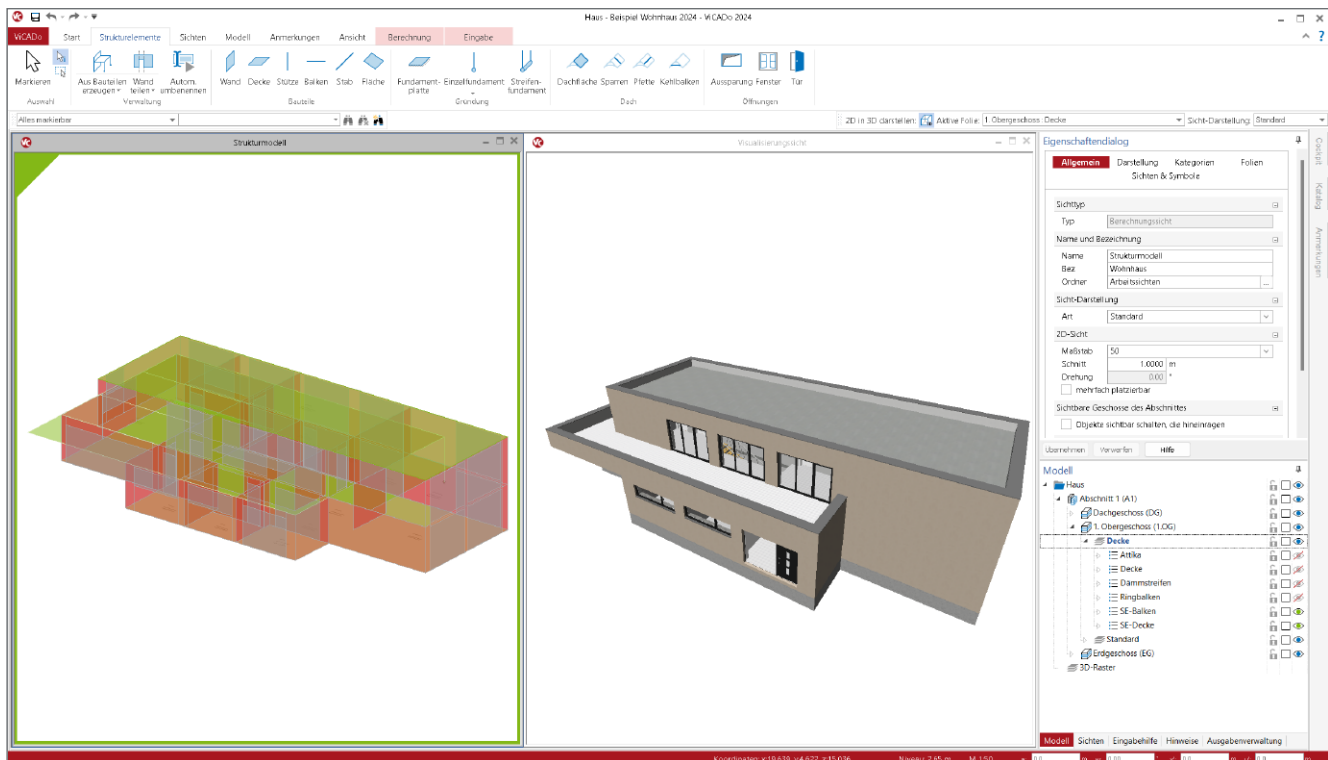 Haus - Beispiel Wohnhaus 2024 - ViCADo 2024
ViCADo Start Strukturelemente Sichten Modell Anmerkungen Ansicht Berechnung Eingabe
Markieren Aus Bauteilen erzeugen Wand teilen Autom. umbenennen Wand Decke Stütze Balken Stab Fläche Fundament-platte Einzelfundament Streifen-fundament Dachfläche Sparren Pfette Kehlbalken Aussparung Fenster Tür
Auswahl Verwaltung Bauteile Gründung Dach Öffnungen
Alles markierbar 2D in 3D darstellen: Aktive Folie: 1. Obergeschoss: Decke Sicht-Darstellung: Standard
Strukturmodell
Visualisierungssicht
Eigenschaftendialog
Allgemein Darstellung Kategorien Folien
Sichten & Symbole
Sichttyp
Typ Berechnungssicht
Name und Bezeichnung
Name Strukturmodell
Bez Wohnhaus
Ordner Arbeitssichten ...
Sicht-Darstellung
Art Standard
2D-Sicht
Maßstab 50
Schnitt 1.0000 m
Drehung 0.00 °
mehrfach platzierbar
Sichtbare Geschosse des Abschnittes
Objekte sichtbar schalten, die hineinragen
Übernehmen Verwerfen Hilfe
Modell
Haus
Abschnitt 1 (A1)
Dachgeschoss (DG)
1. Obergeschoss (1.OG)
Decke
Attika
Decke
Dämmstreifen
Ringbalken
SE-Balken
SE-Decke
Standard
Erdgeschoss (EG)
3D-Raster
Modell Sichten Eingabehilfe Hinweise Ausgabenverwaltung
Cockpit
Katalog
Anmerkungen